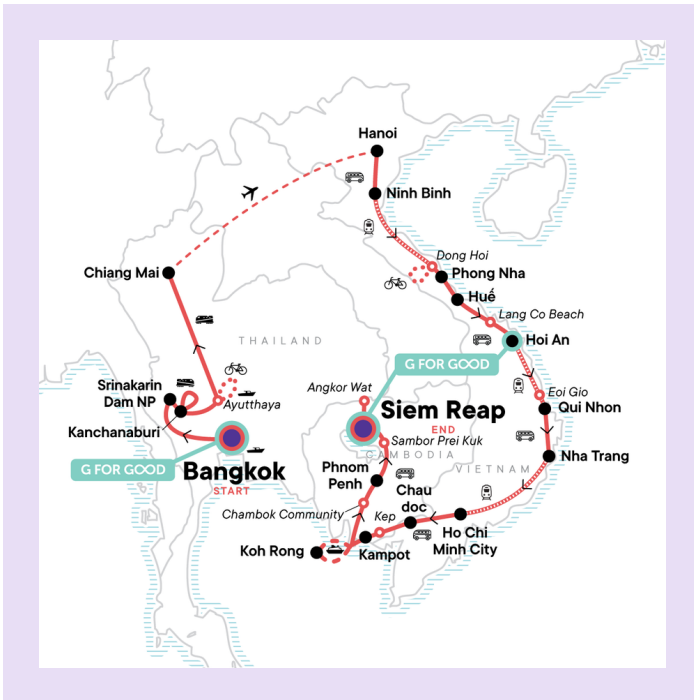 Hanoi
Ninh Binh
Dong Hoi
Phong Nha
Huế
Lang Co Beach
Chiang Mai
THAILAND
Hoi An
G FOR GOOD
Angkor Wat
Srinakarin
Dam NP
Ayutthaya
Kanchanaburi
Eoi Gio
Qui Nhon
Siem Reap
END
Sambor Prei Kuk
CAMBODIA
G FOR GOOD
Bangkok
START
Nha Trang
VIETNAM
Phnom
Penh
Chau
doc
Chambok Community
Kep
Ho Chi
Minh City
Koh Rong
Kampot